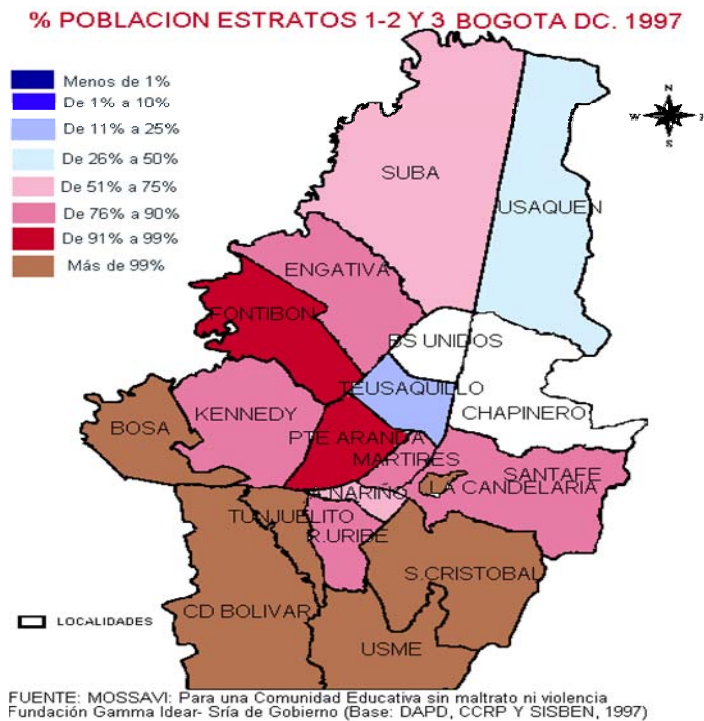 % POBLACION ESTRATOS 1-2 Y 3 BOGOTA DC. 1997
Menos de 1%
De 1% a 10%
De 11% a 25%
De 26% a 50%
De 51% a 75%
De 76% a 90%
De 91% a 99%
Más de 99%
N
W
E
S
SUBA
USAQUEN
ENGATIVA
FONTIBON
BS UNIDOS
TEUSAQUILLO
CHAPINERO
KENNEDY
BOSA
PTE ARANDA
MARTIRES
SANTAFE
LA CANDELARIA
A.NARIÑO
TUNJUELITO
R.URIBE
S.CRISTOBAL
CD BOLIVAR
USME
LOCALIDADES
FUENTE: MOSSAVI: Para una Comunidad Educativa sin maltrato ni violencia
Fundación Gamma Idear- Sría de Gobierno (Base: DAPD, CCRP Y SISBEN, 1997)